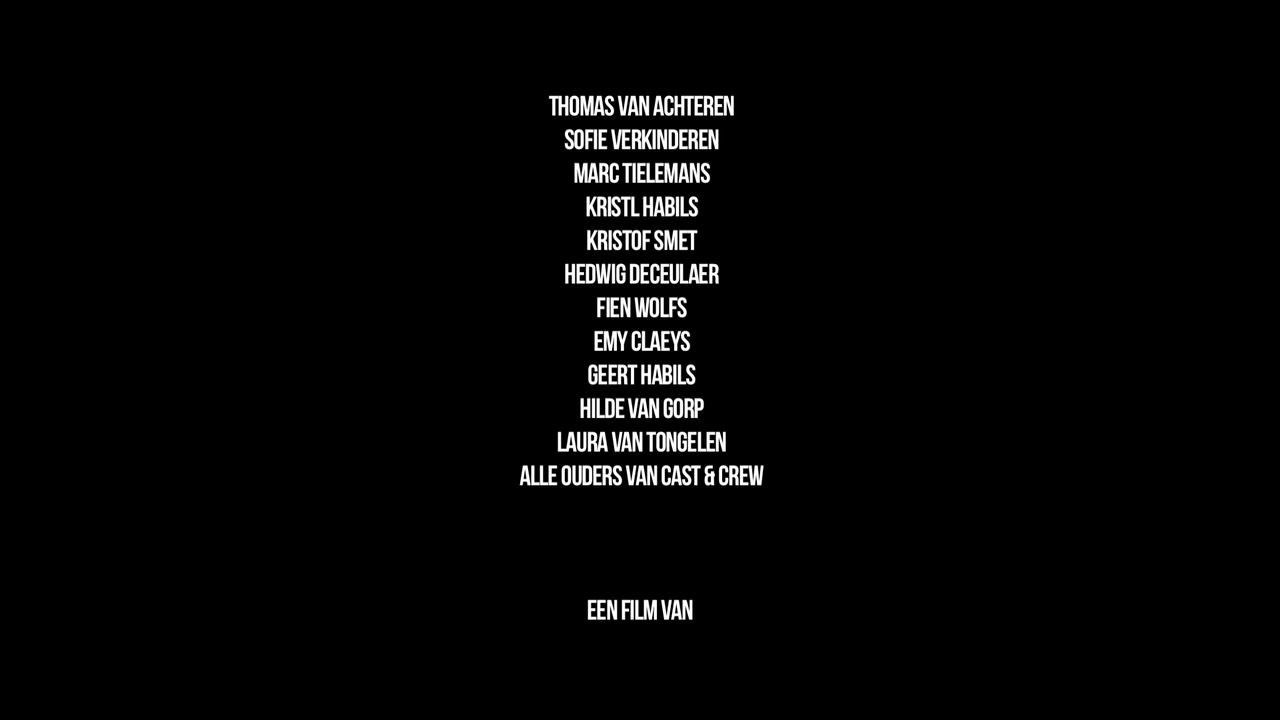 THOMAS VAN ACHTEREN
SOFIE VERKINDEREN
MARC TIELEMANS
KRISTL HABILS
KRISTOF SMET
HEDWIG DECEULAER
FIEN WOLFS
EMY CLAEYS
GEERT HABILS
HILDE VAN GORP
LAURA VAN TONGELEN
ALLE OUDERS VAN CAST & CREW
EEN FILM VAN